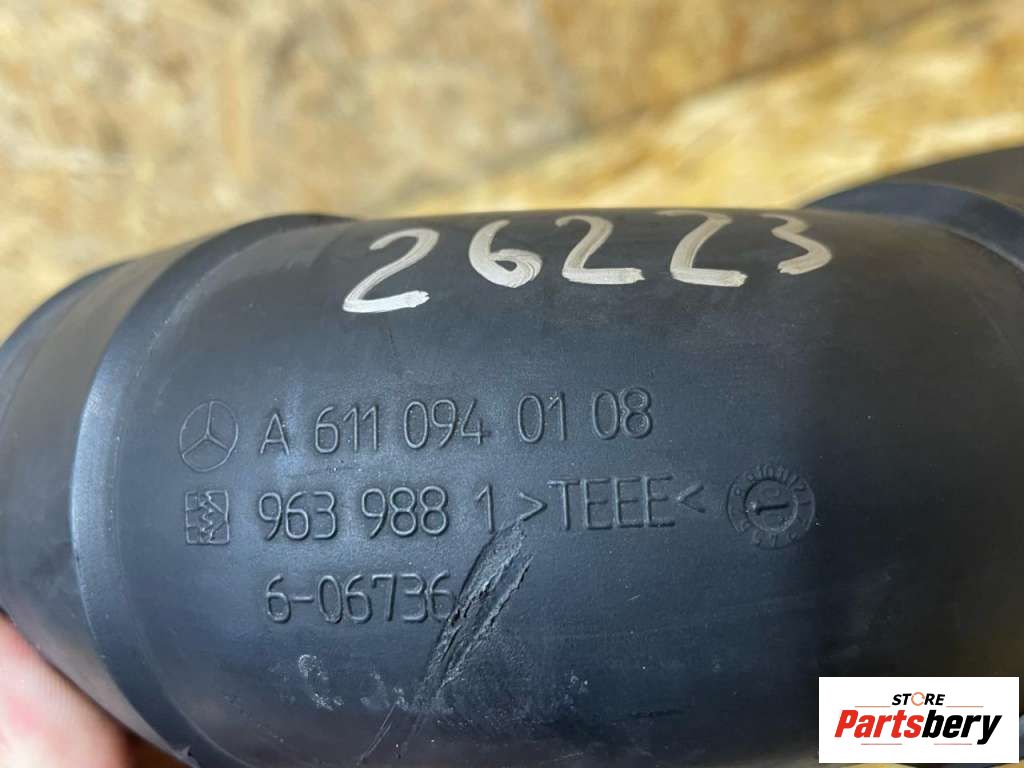 26223
A 611 094 01 08
963 988 1 >TEEE<
6-06736
STORE
Partsbery